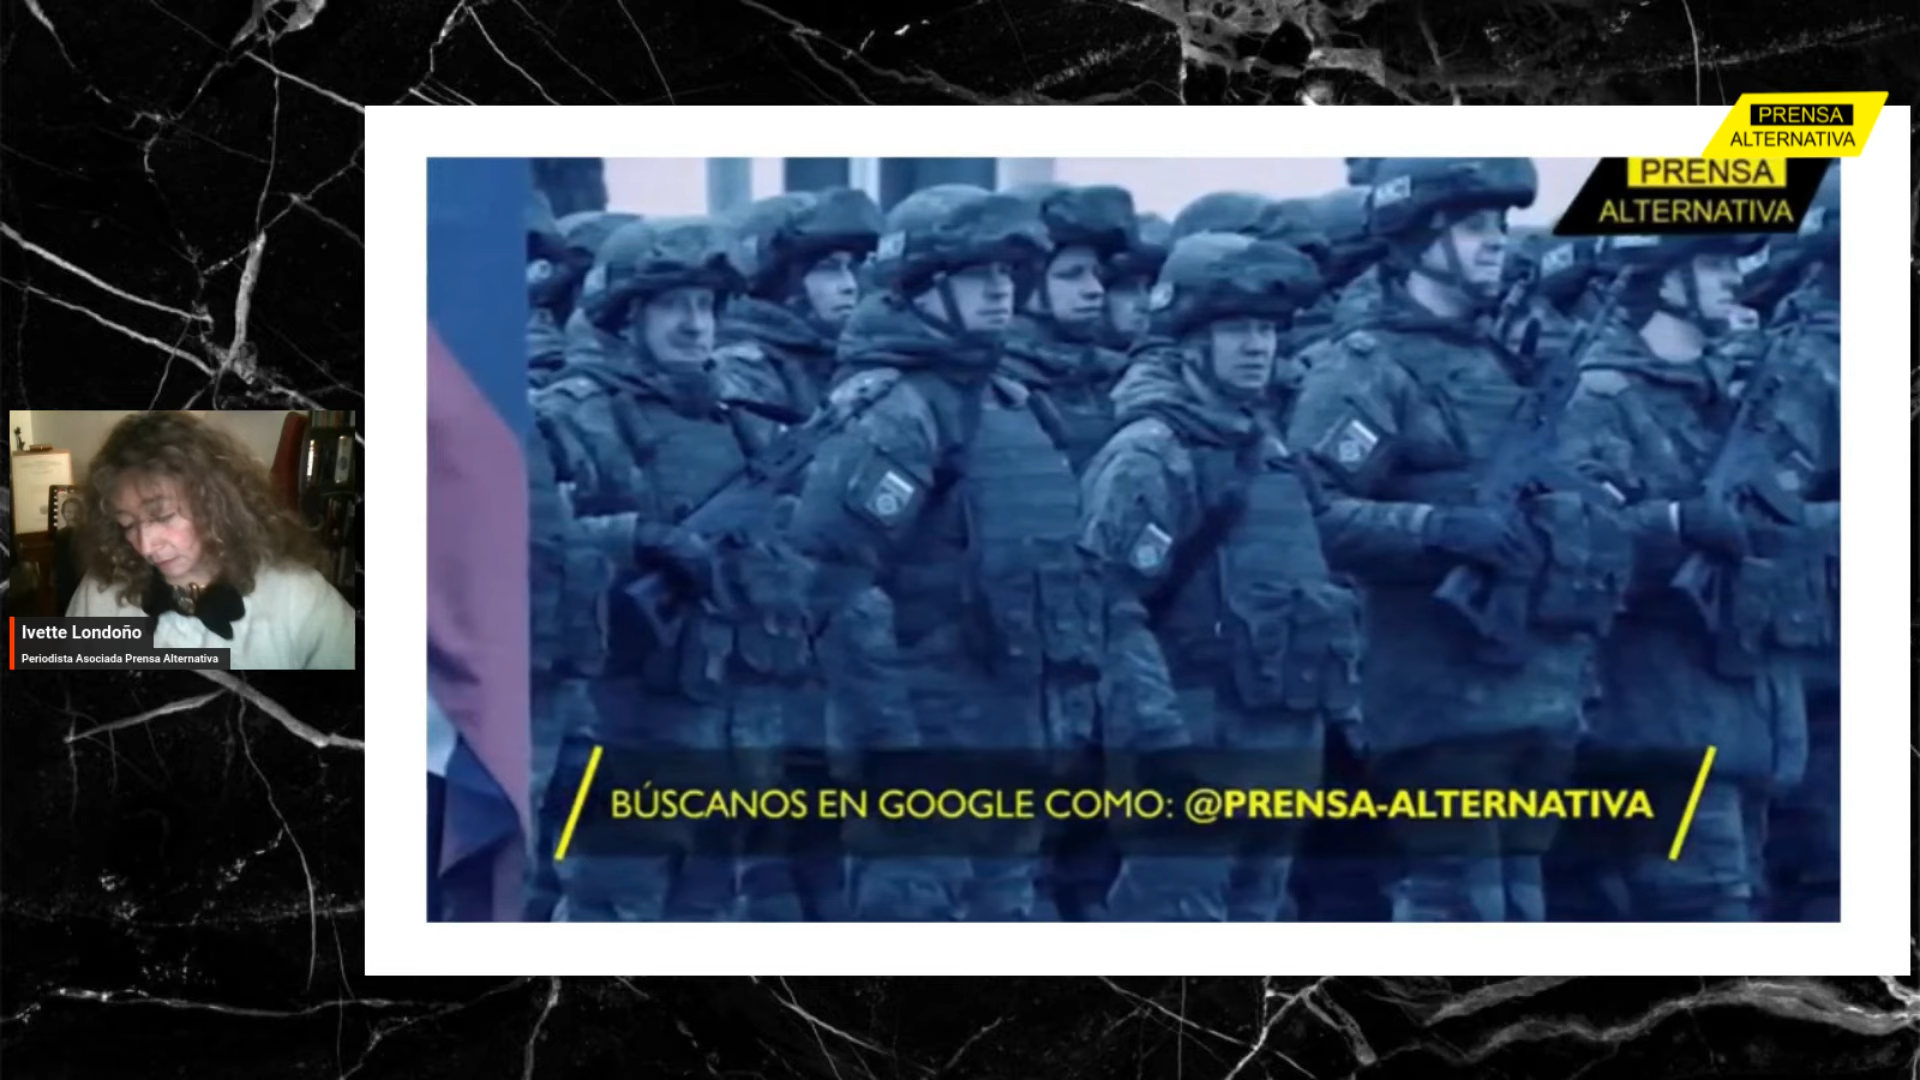 PRENSA
ALTERNATIVA
PRENSA
ALTERNATIVA
Ivette Londoño
Periodista Asociada Prensa Alternativa
BÚSCANOS EN GOOGLE COMO: @PRENSA-ALTERNATIVA